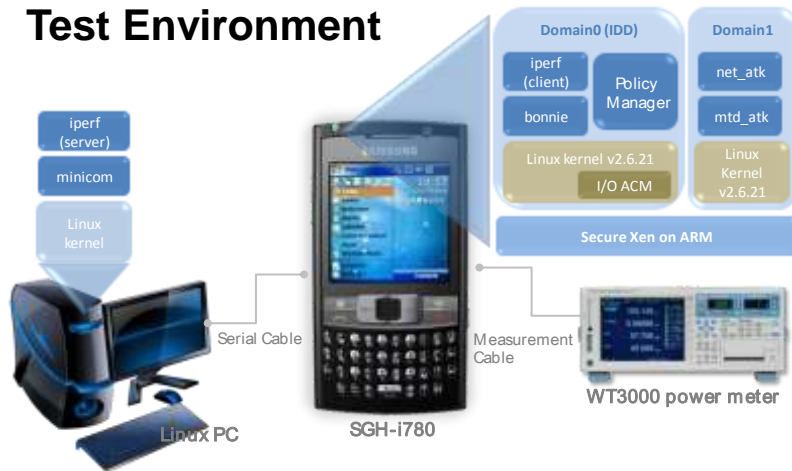 Test Environment
iperf
(server)
minicom
Linux
kernel
Domain0 (IDD)
iperf
(client)
bonnie
Policy
Manager
Linux kernel v2.6.21
I/O ACM
Domain1
net_atk
mtd_atk
Linux
Kernel
v2.6.21
Secure Xen on ARM
SAMSUNG
Serial Cable
Measurement
Cable
Linux PC
SGH-i780
WT3000 power meter